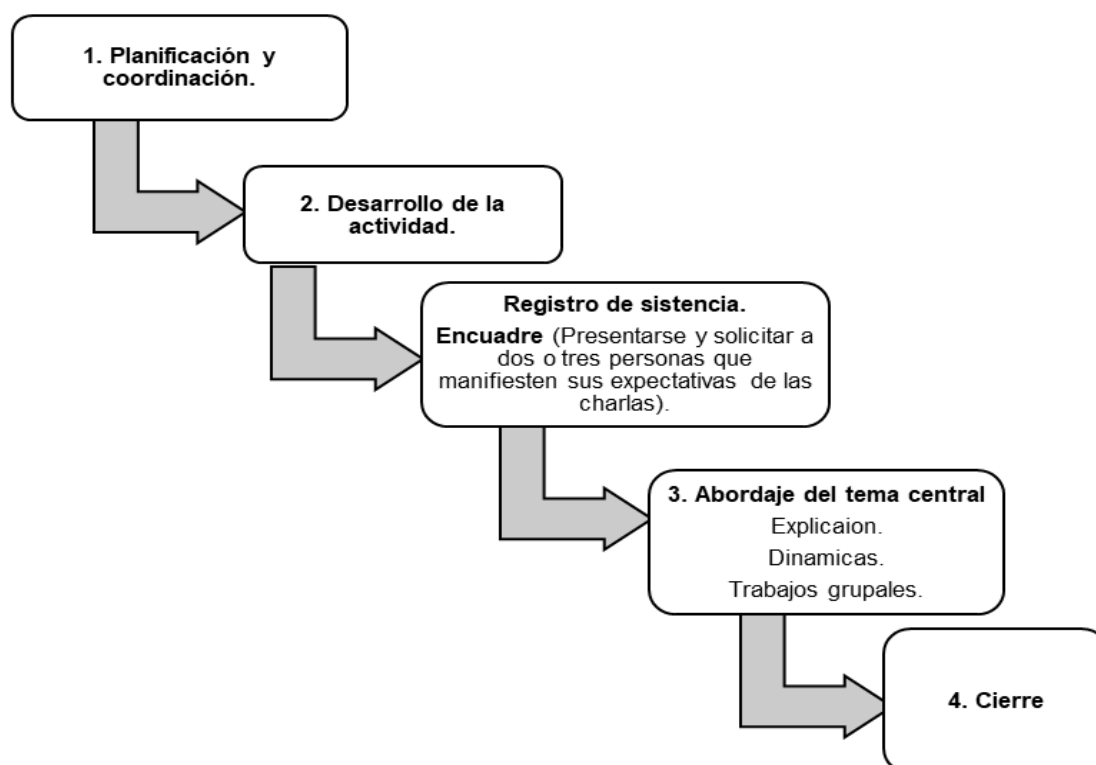 1. Planificación y
coordinación.
2. Desarrollo de la
actividad.
Registro de sistencia.
Encuadre (Presentarse y solicitar a
dos o tres personas que
manifiesten sus expectativas de las
charlas).
3. Abordaje del tema central
Explicaion.
Dinamicas.
Trabajos grupales.
4. Cierre